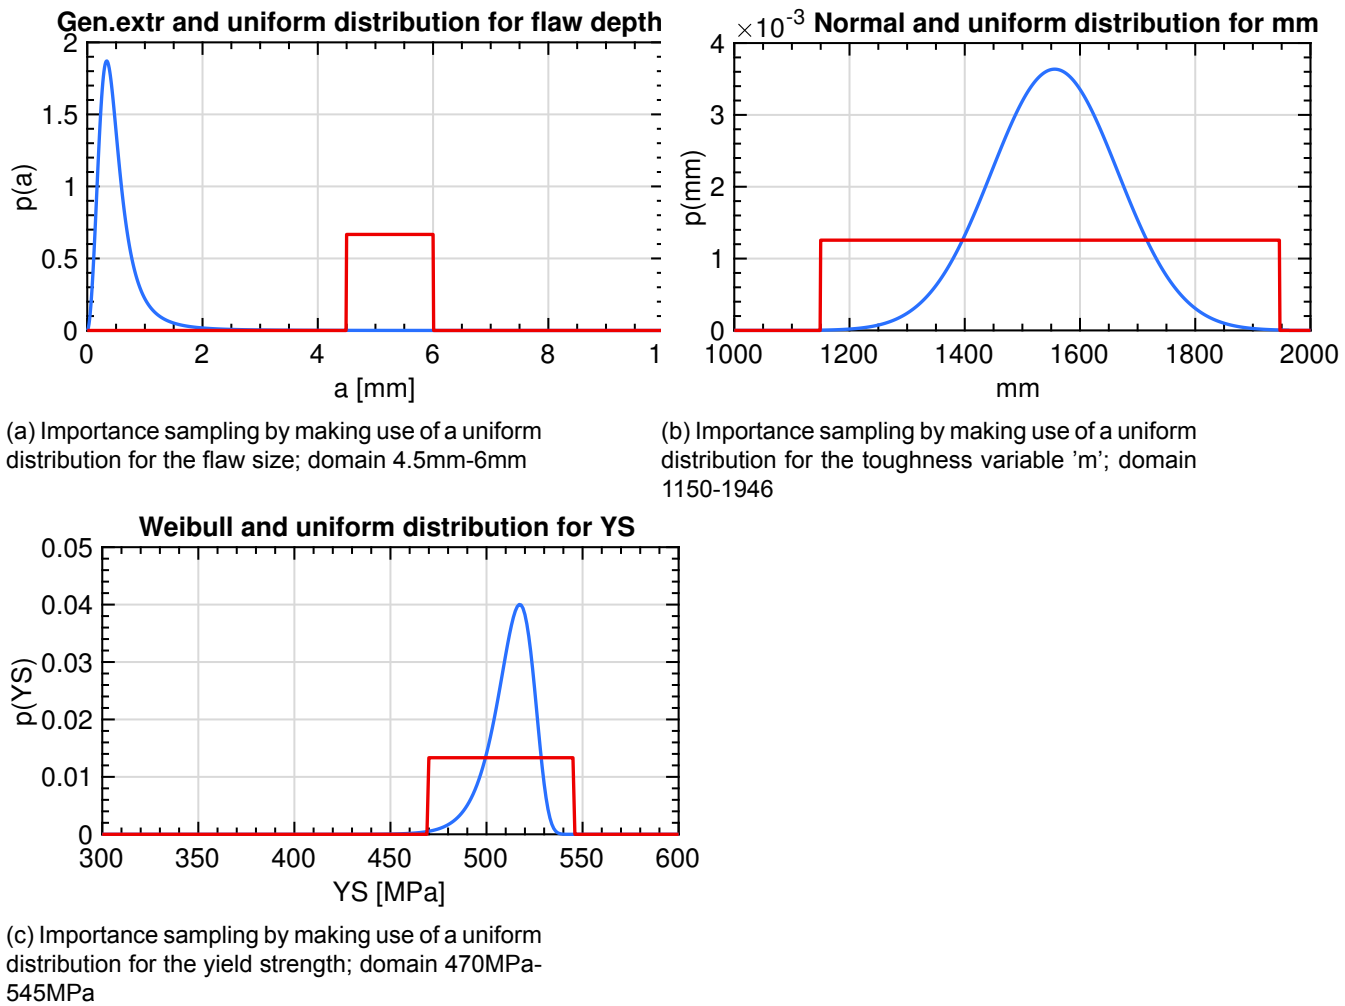 Gen.extr and uniform distribution for flaw depth
2
1.5
1
0.5
0
p(a)
0 2 4 6 8 1
a [mm]
(a) Importance sampling by making use of a uniform
distribution for the flaw size; domain 4.5mm-6mm
×10-3 Normal and uniform distribution for mm
4
3
2
1
0
p(mm)
1000 1200 1400 1600 1800 2000
mm
(b) Importance sampling by making use of a uniform
distribution for the toughness variable 'm'; domain
1150-1946
Weibull and uniform distribution for YS
0.05
0.04
0.03
0.02
0.01
0
p(YS)
300 350 400 450 500 550 600
YS [MPa]
(c) Importance sampling by making use of a uniform
distribution for the yield strength; domain 470MPa-
545MPa